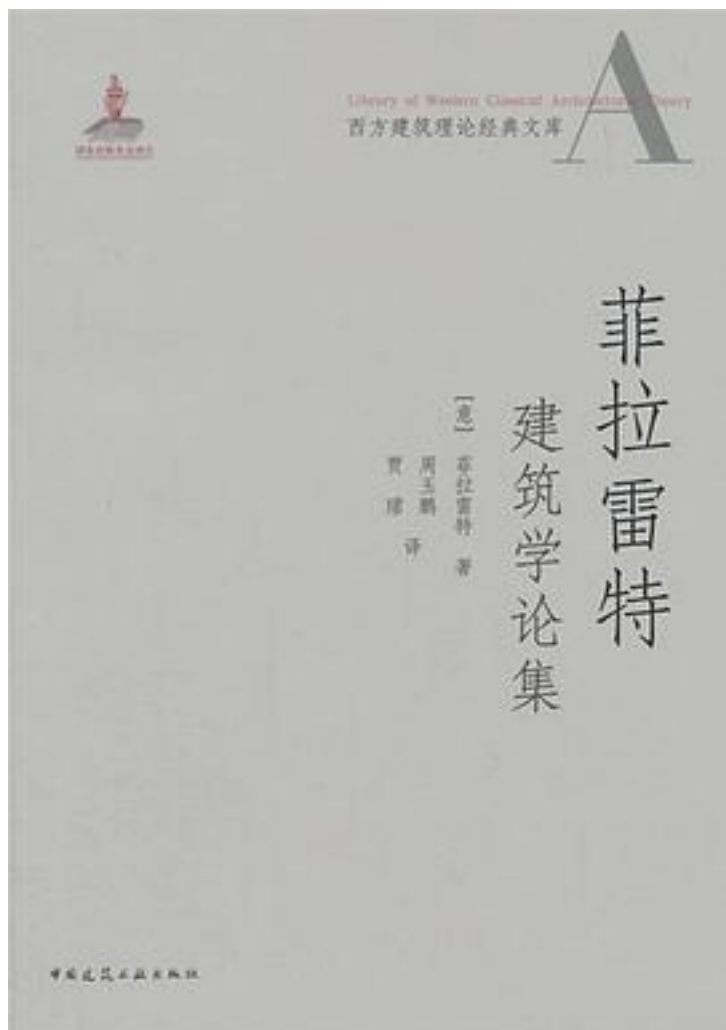 Library of Western Classical Architectural Theory
西方建筑理论经典文库
A
菲拉雷特
建筑学论集
[意] 菲拉雷特 著
周玉鹏
贾珺
译
中国建筑工业出版社